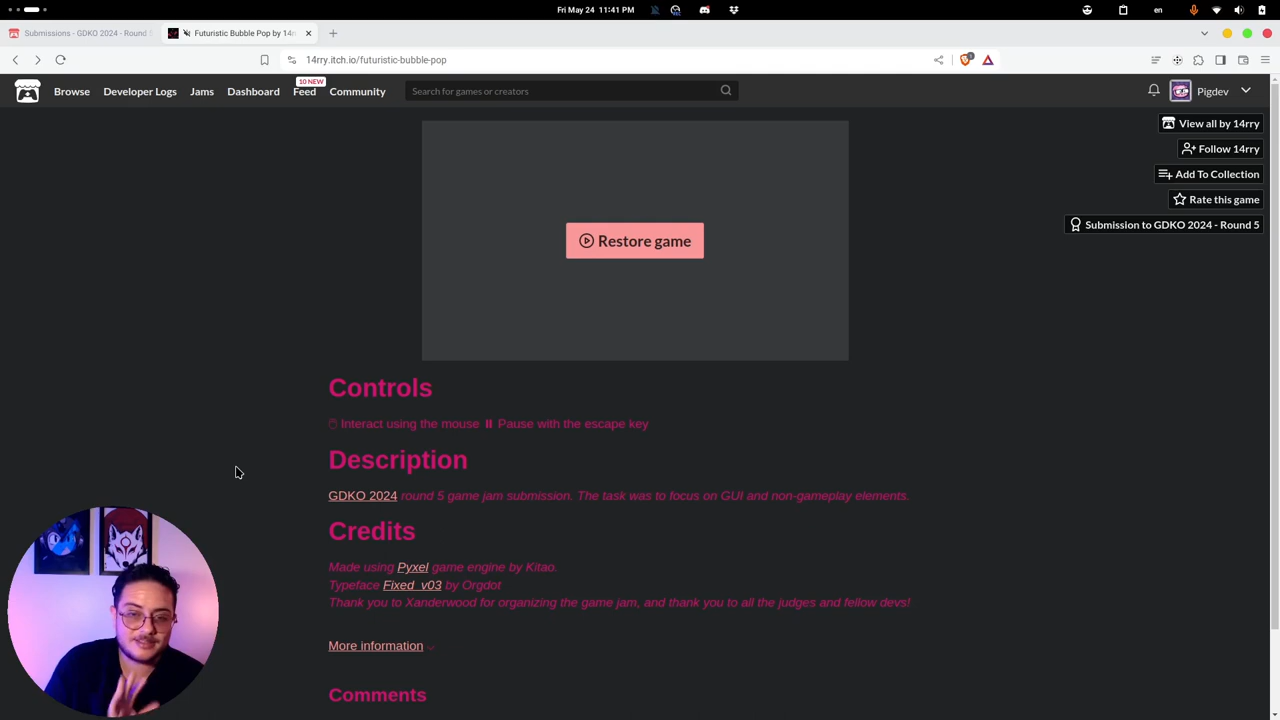 Fri May 24 11:41 PM
en
Submissions - GDKO 2024 - Round 5
Futuristic Bubble Pop by 14rr
14rry.itch.io/futuristic-bubble-pop
10 NEW
Browse Developer Logs Jams Dashboard Feed Community
Search for games or creators
Pigdev
View all by 14rry
Follow 14rry
Add To Collection
Rate this game
Submission to GDKO 2024 - Round 5
Restore game
Controls
Interact using the mouse Pause with the escape key
Description
GDKO 2024 round 5 game jam submission. The task was to focus on GUI and non-gameplay elements.
Credits
Made using Pyxel game engine by Kitao.
Typeface Fixed_v03 by Orgdot
Thank you to Xanderwood for organizing the game jam, and thank you to all the judges and fellow devs!
More information
Comments